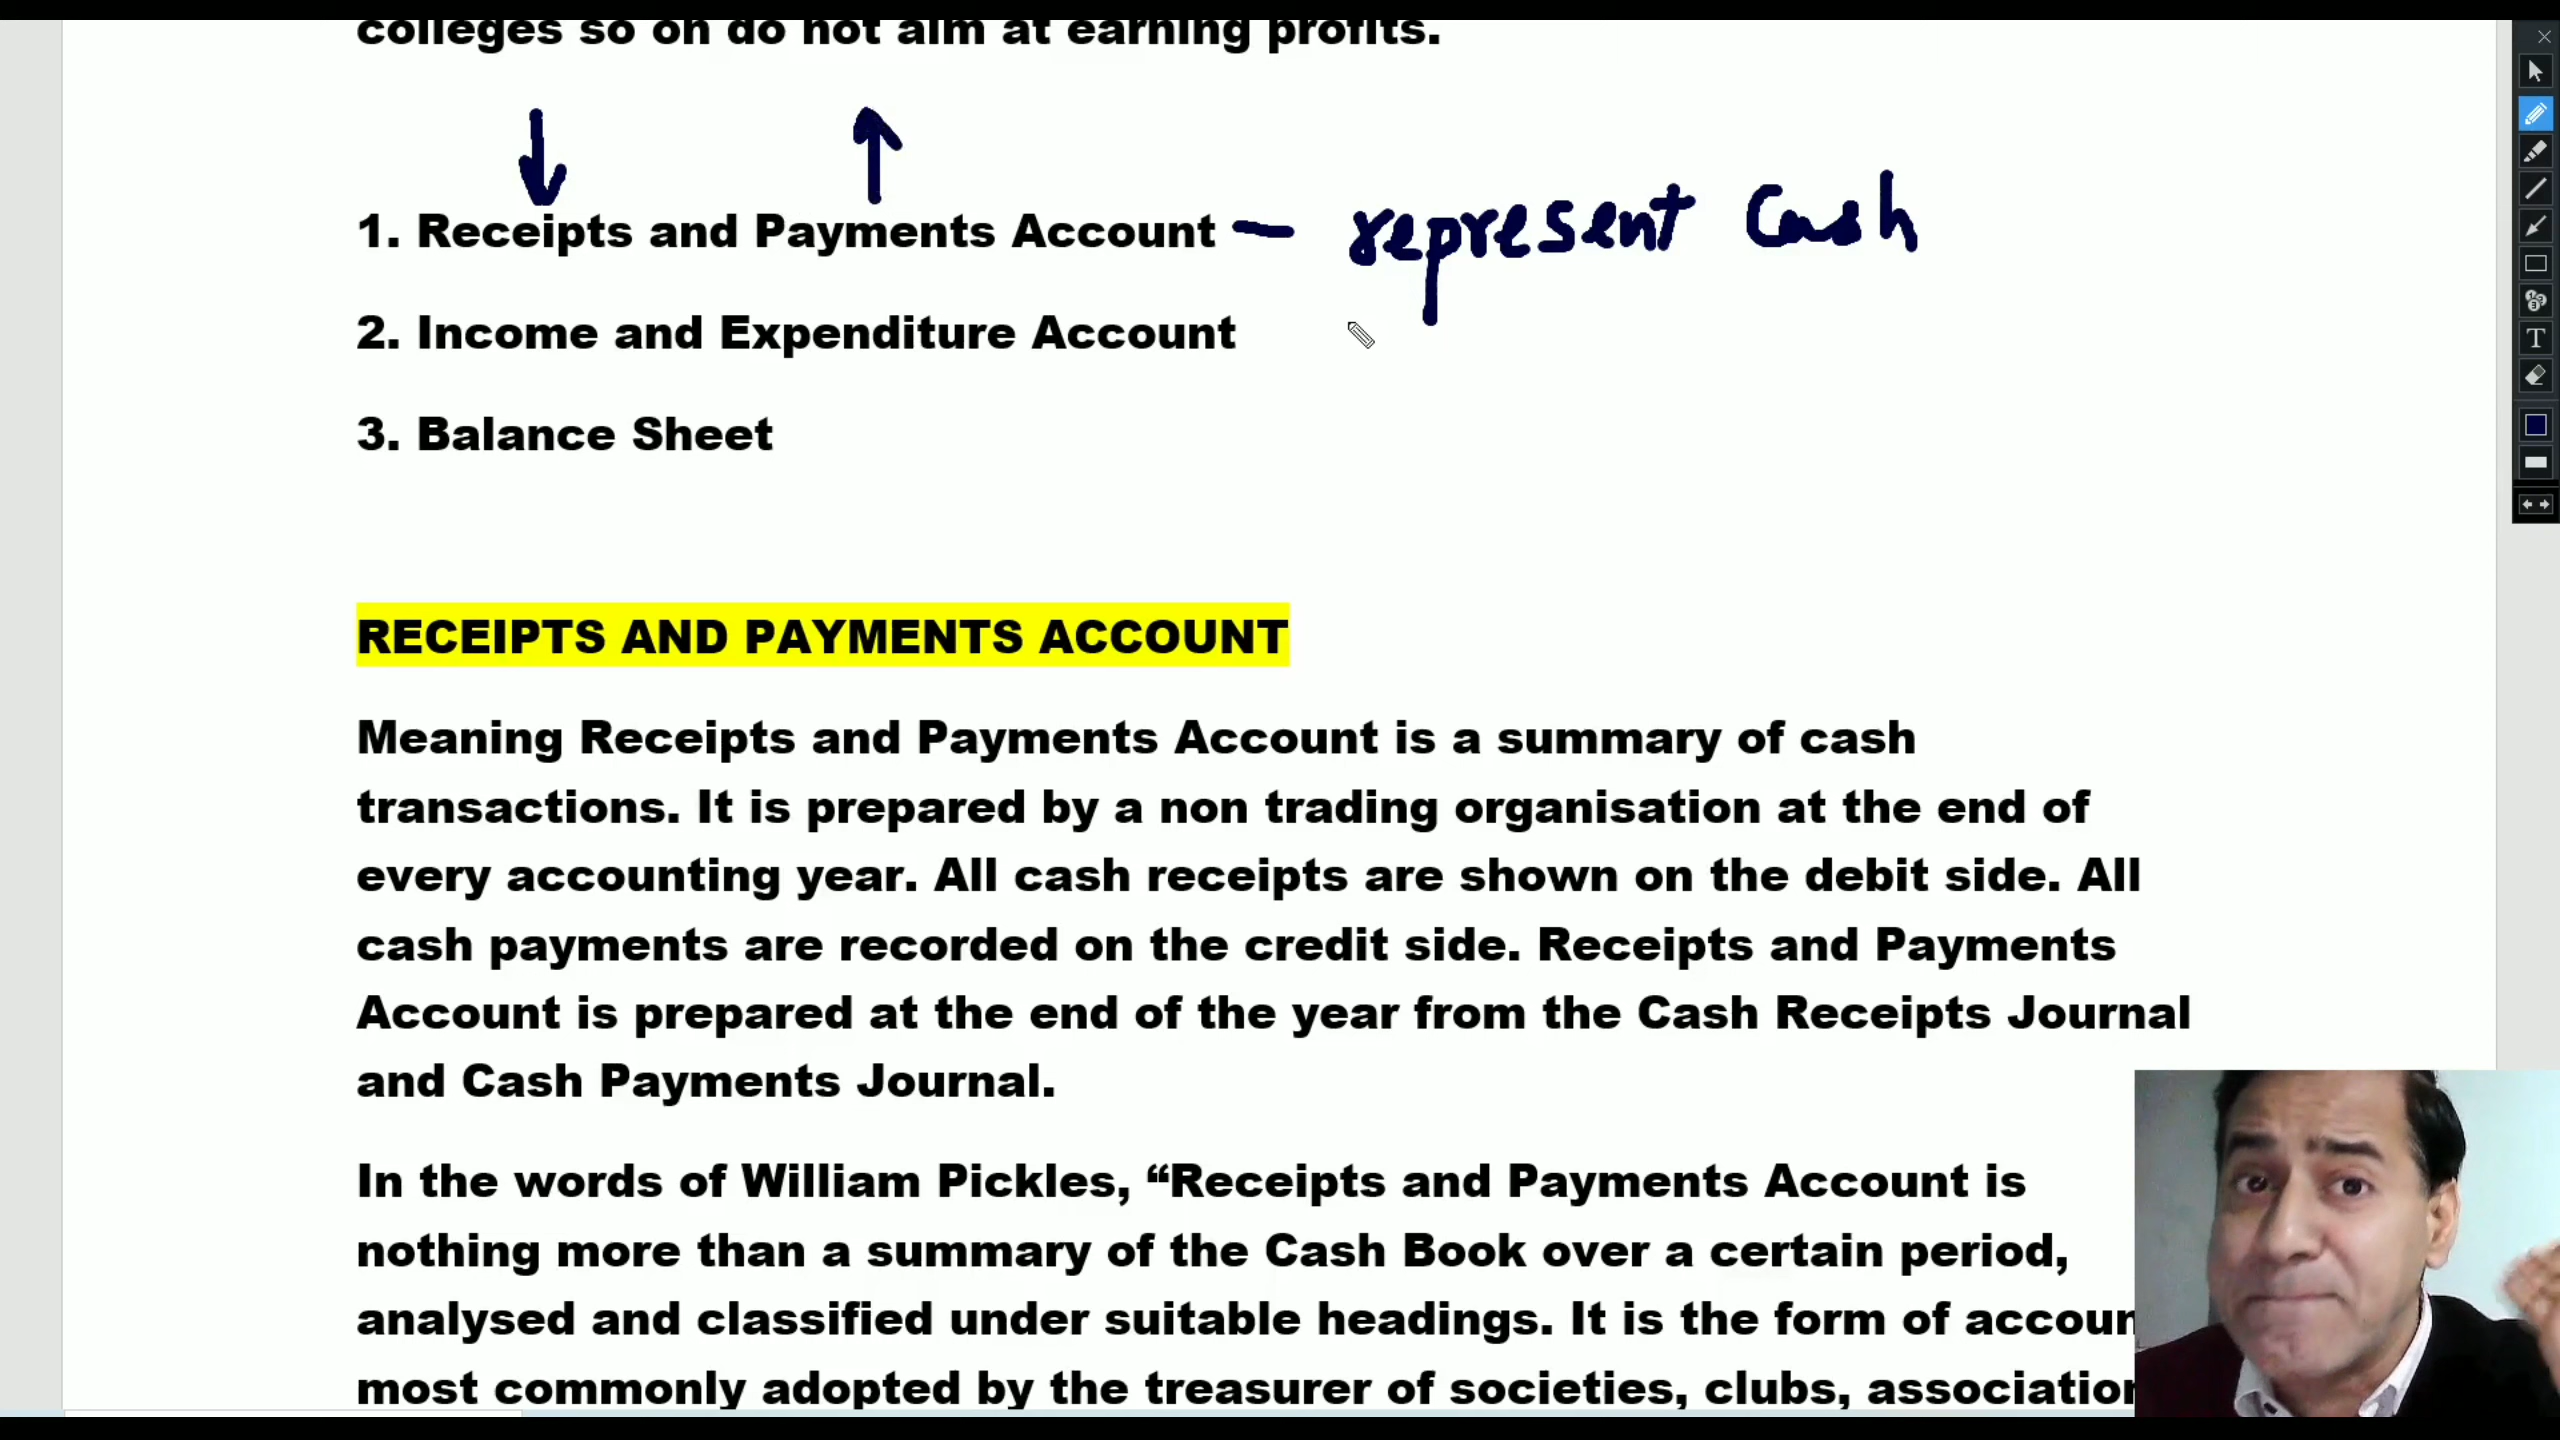 colleges so on do not aim at earning profits.
1. Receipts and Payments Account – represent Cash
2. Income and Expenditure Account
3. Balance Sheet
RECEIPTS AND PAYMENTS ACCOUNT
Meaning Receipts and Payments Account is a summary of cash
transactions. It is prepared by a non trading organisation at the end of
every accounting year. All cash receipts are shown on the debit side. All
cash payments are recorded on the credit side. Receipts and Payments
Account is prepared at the end of the year from the Cash Receipts Journal
and Cash Payments Journal.
In the words of William Pickles, “Receipts and Payments Account is
nothing more than a summary of the Cash Book over a certain period,
analysed and classified under suitable headings. It is the form of accoun
most commonly adopted by the treasurer of societies, clubs, association